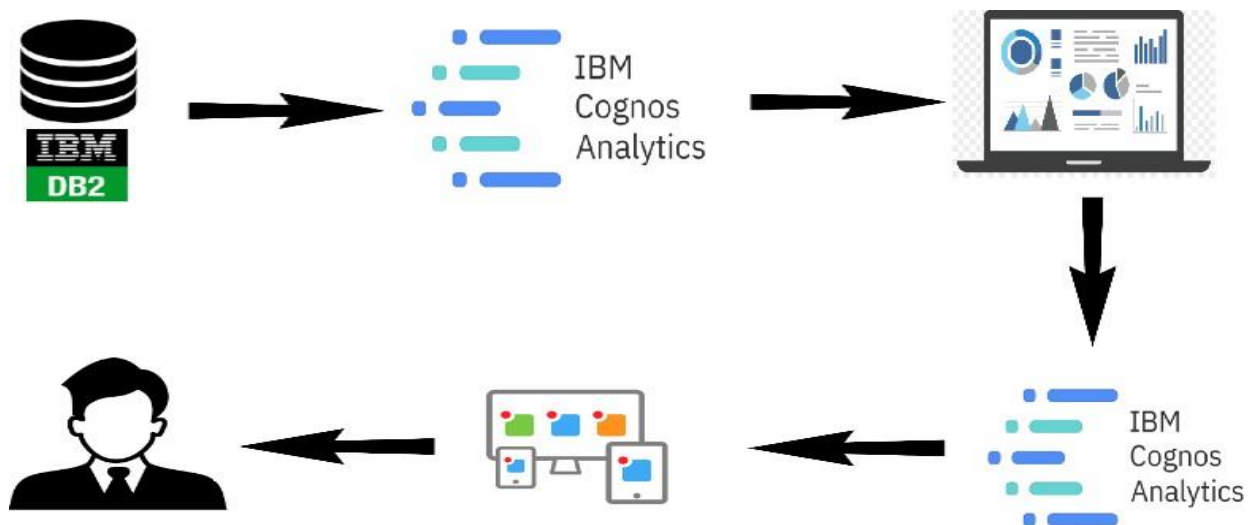 IBM
DB2
IBM
Cognos
Analytics
IBM
Cognos
Analytics